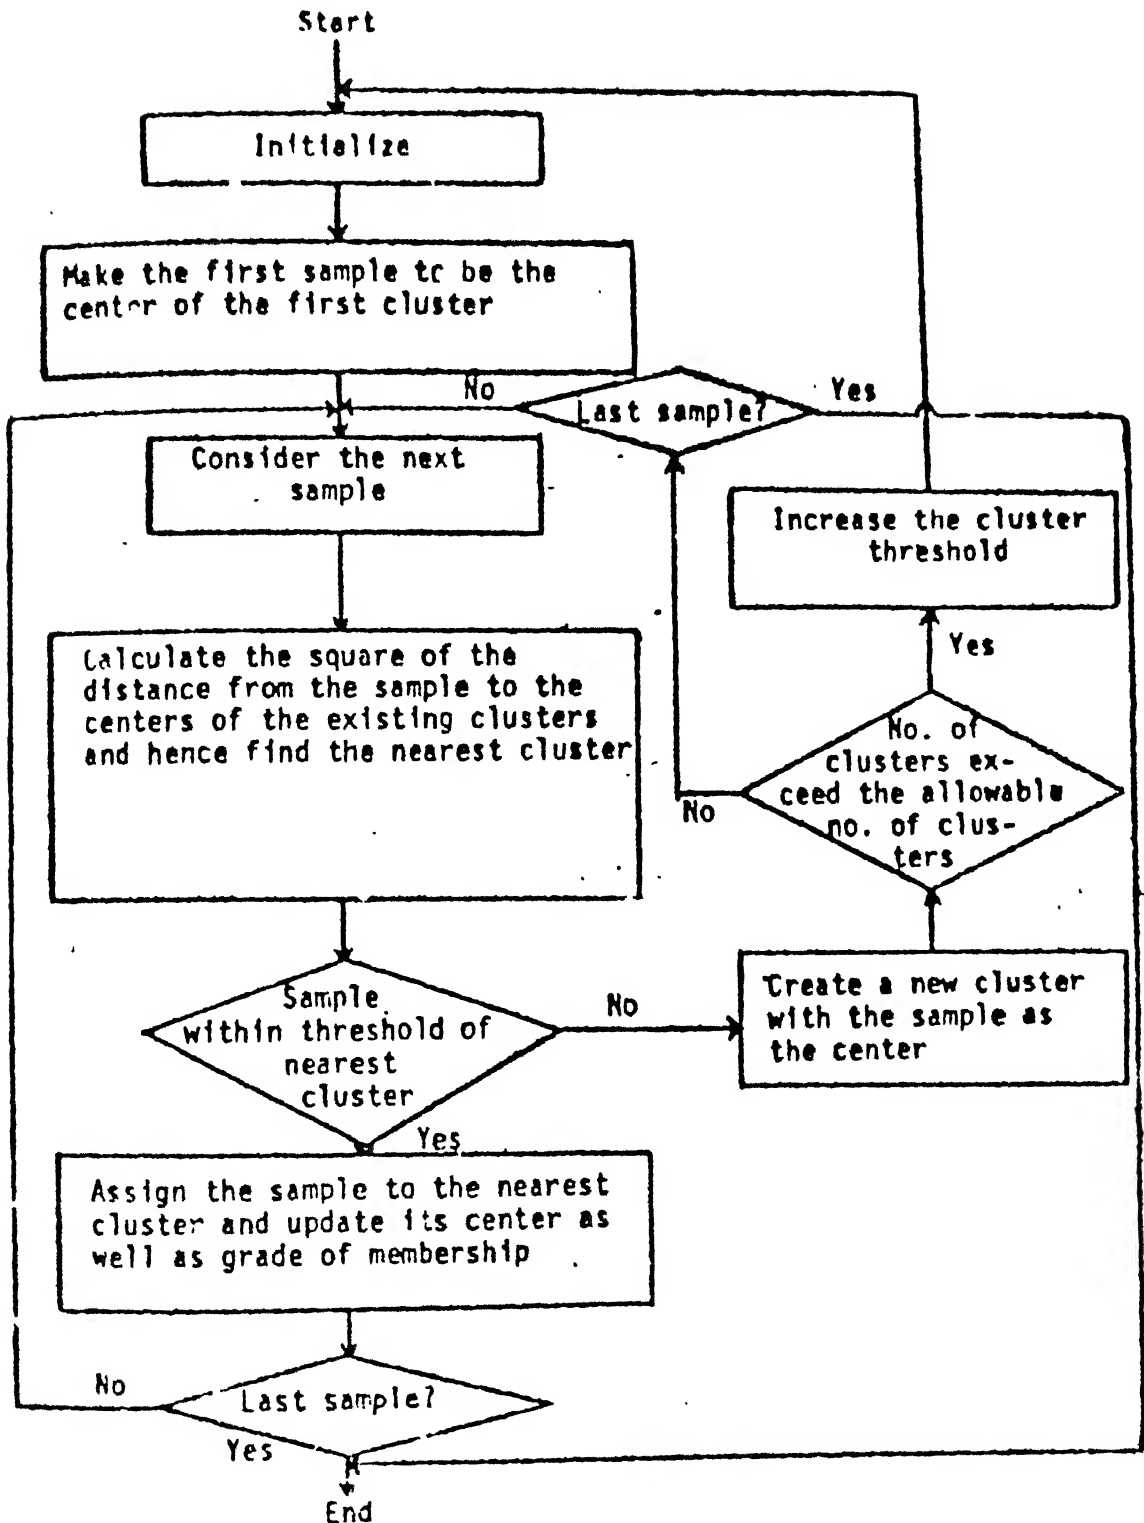 Start
Initialize
Make the first sample to be the
center of the first cluster
No
Last sample?
Yes
Consider the next
sample
Increase the cluster
threshold
Calculate the square of the
distance from the sample to the
centers of the existing clusters
and hence find the nearest cluster
Yes
No. of
clusters ex-
ceed the allowable
no. of clus-
ters
No
Sample
within threshold of
nearest
cluster
No
Create a new cluster
with the sample as
the center
Yes
Assign the sample to the nearest
cluster and update its center as
well as grade of membership
No
Last sample?
Yes
End